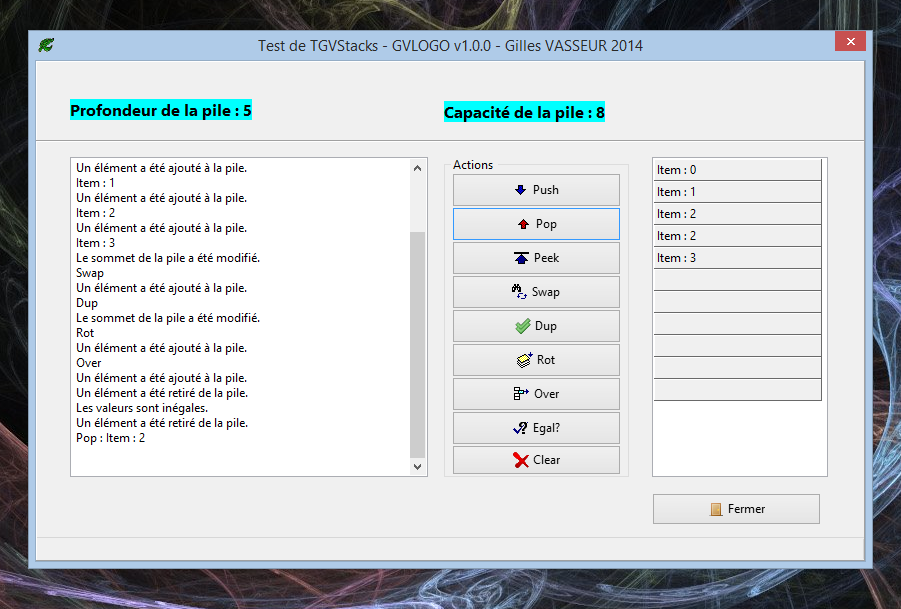 Test de TGVStacks - GVLOGO v1.0.0 - Gilles VASSEUR 2014
Profondeur de la pile : 5
Capacité de la pile : 8
Un élément a été ajouté à la pile.
Item : 1
Un élément a été ajouté à la pile.
Item : 2
Un élément a été ajouté à la pile.
Item : 3
Le sommet de la pile a été modifié.
Swap
Un élément a été ajouté à la pile.
Dup
Le sommet de la pile a été modifié.
Rot
Un élément a été ajouté à la pile.
Over
Un élément a été ajouté à la pile.
Un élément a été retiré de la pile.
Les valeurs sont inégales.
Un élément a été retiré de la pile.
Pop : Item : 2
Actions
Push
Pop
Peek
Swap
Dup
Rot
Over
Egal?
Clear
Item : 0
Item : 1
Item : 2
Item : 2
Item : 3
Fermer